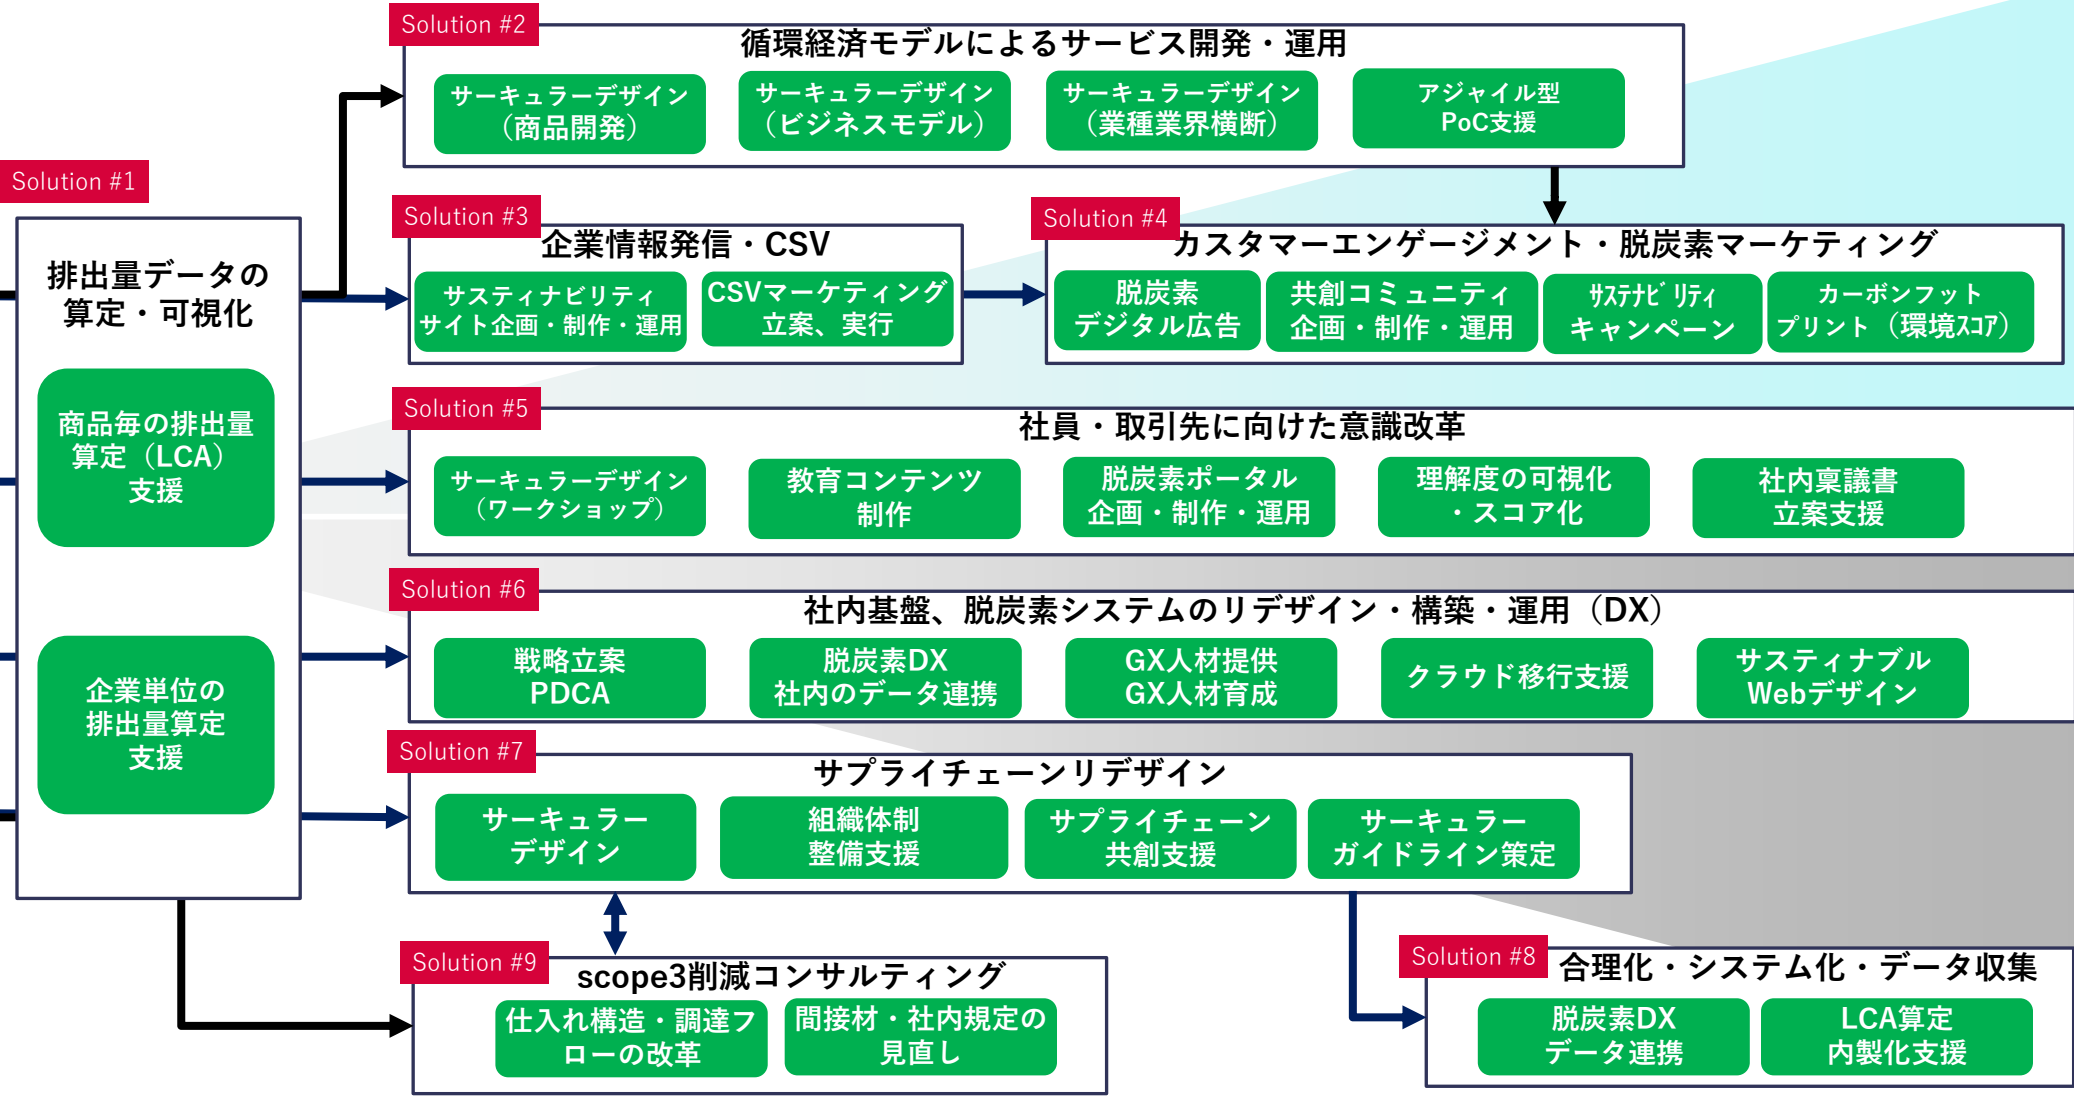 Solution #1
排出量データの
算定・可視化
商品毎の排出量
算定（LCA）
支援
企業単位の
排出量算定
支援
Solution #2
循環経済モデルによるサービス開発・運用
サーキュラーデザイン
（商品開発）
サーキュラーデザイン
（ビジネスモデル）
サーキュラーデザイン
（業種業界横断）
アジャイル型
PoC支援
Solution #3
企業情報発信・CSV
サスティナビリティ
サイト企画・制作・運用
CSVマーケティング
立案、実行
Solution #4
カスタマーエンゲージメント・脱炭素マーケティング
脱炭素
デジタル広告
共創コミュニティ
企画・制作・運用
ｻｽﾃﾅﾋﾞﾘﾃｨ
キャンペーン
カーボンフット
プリント（環境ｽｺｱ）
Solution #5
社員・取引先に向けた意識改革
サーキュラーデザイン
（ワークショップ）
教育コンテンツ
制作
脱炭素ポータル
企画・制作・運用
理解度の可視化
・スコア化
社内稟議書
立案支援
Solution #6
社内基盤、脱炭素システムのリデザイン・構築・運用（DX）
戦略立案
PDCA
脱炭素DX
社内のデータ連携
GX人材提供
GX人材育成
クラウド移行支援
サスティナブル
Webデザイン
Solution #7
サプライチェーンリデザイン
サーキュラー
デザイン
組織体制
整備支援
サプライチェーン
共創支援
サーキュラー
ガイドライン策定
Solution #9
scope3削減コンサルティング
仕入れ構造・調達フ
ローの改革
間接材・社内規定の
見直し
Solution #8
合理化・システム化・データ収集
脱炭素DX
データ連携
LCA算定
内製化支援